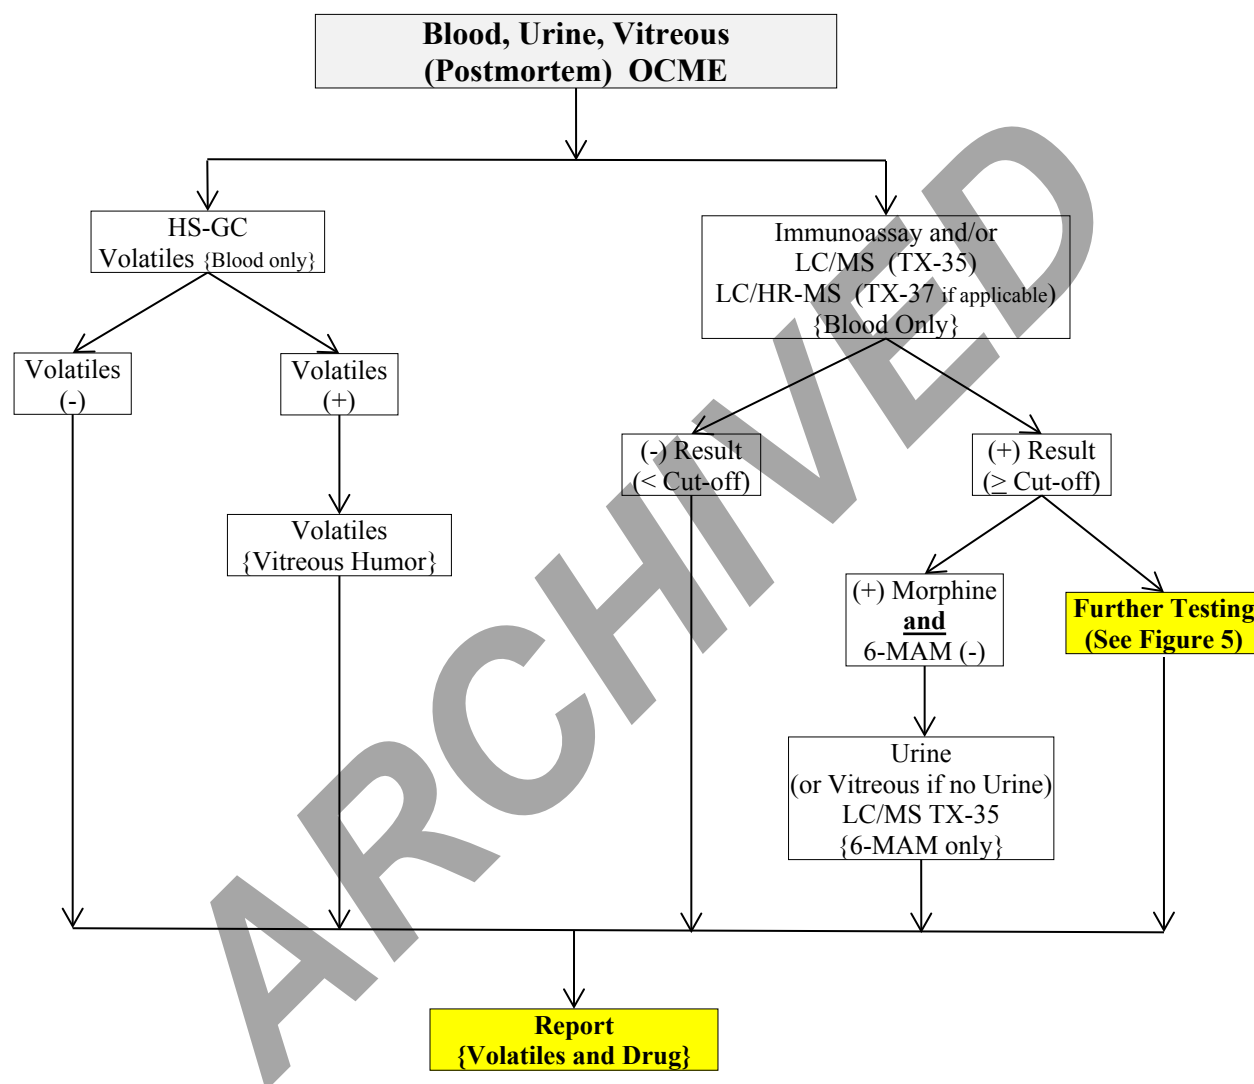 Blood, Urine, Vitreous
(Postmortem) OCME
HS-GC
Volatiles {Blood only}
Immunoassay and/or
LC/MS (TX-35)
LC/HR-MS (TX-37 if applicable)
{Blood Only}
Volatiles
(-)
Volatiles
(+)
(-) Result
(< Cut-off)
(+) Result
(≥ Cut-off)
Volatiles
{Vitreous Humor}
(+) Morphine
and
6-MAM (-)
Further Testing
(See Figure 5)
Urine
(or Vitreous if no Urine)
LC/MS TX-35
{6-MAM only}
Report
{Volatiles and Drug}
ARCHIVED